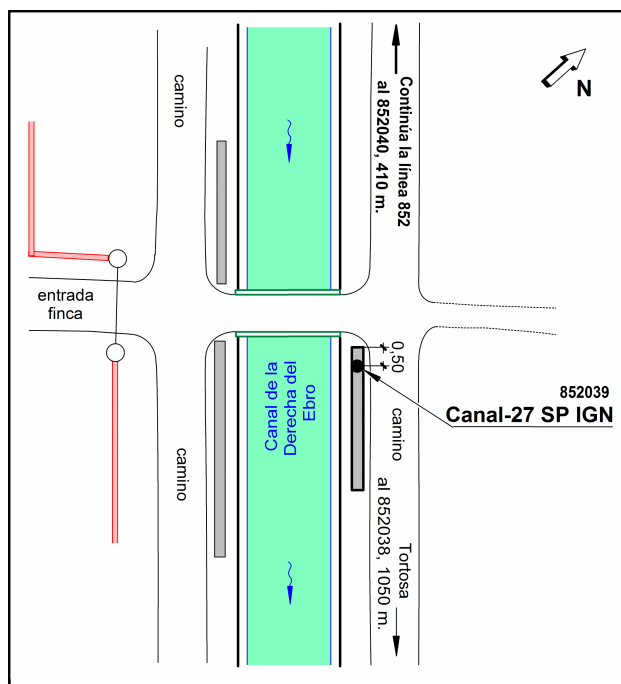 camino
Continúa la línea 852
al 852040, 410 m.
N
entrada
finca
0,50
852039
Canal-27 SP IGN
Canal de la
Derecha del
Ebro
camino
camino
Tortosa
al 852038, 1050 m.